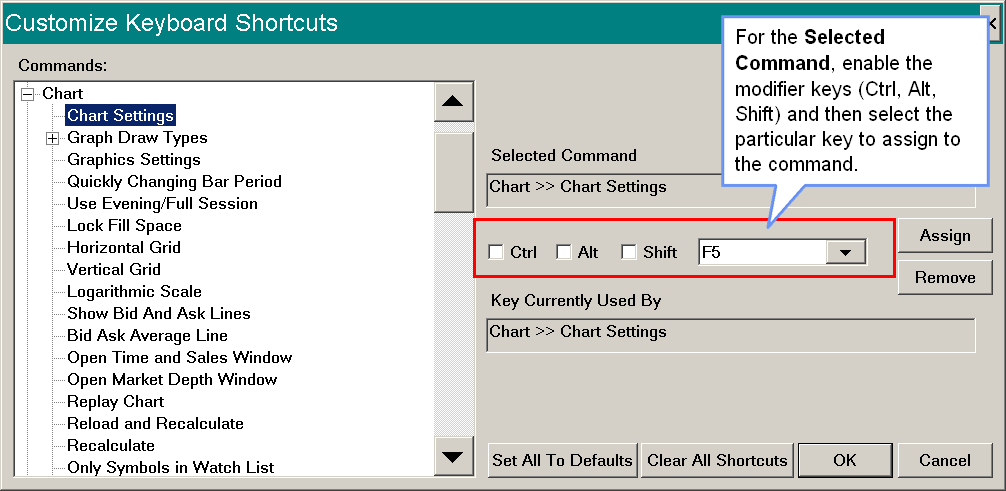 Customize Keyboard Shortcuts
For the Selected
Command, enable the
modifier keys (Ctrl, Alt,
Shift) and then select the
particular key to assign to
the command.
Commands:
Chart
Chart Settings
Graph Draw Types
Graphics Settings
Quickly Changing Bar Period
Use Evening/Full Session
Lock Fill Space
Horizontal Grid
Vertical Grid
Logarithmic Scale
Show Bid And Ask Lines
Bid Ask Average Line
Open Time and Sales Window
Open Market Depth Window
Replay Chart
Reload and Recalculate
Recalculate
Only Symbols in Watch List
Selected Command
Chart >> Chart Settings
Ctrl Alt Shift F5
Assign
Remove
Key Currently Used By
Chart >> Chart Settings
Set All To Defaults Clear All Shortcuts OK Cancel